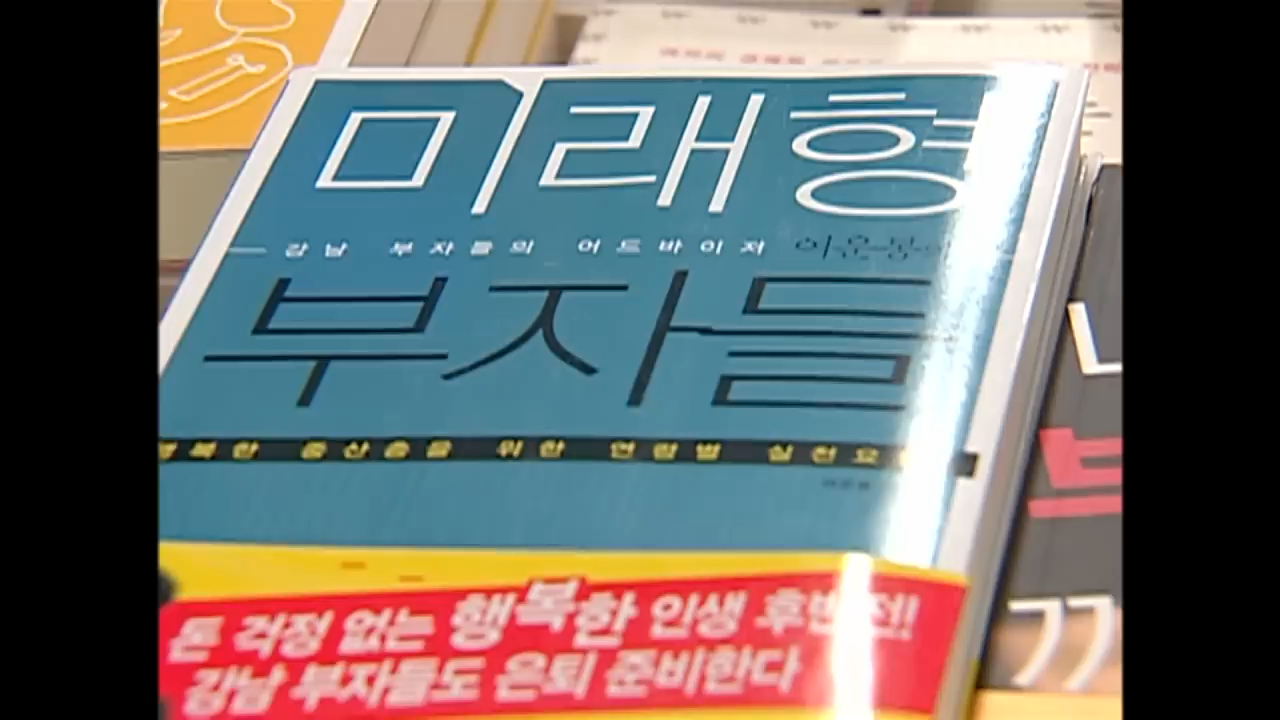 미래형
강남 부자들의 어드바이저 이운봉
부자들
행복한 중산층을 위한 연령별 실천요
돈 걱정 없는 행복한 인생 후반전!!
강남 부자들도 은퇴 준비한다